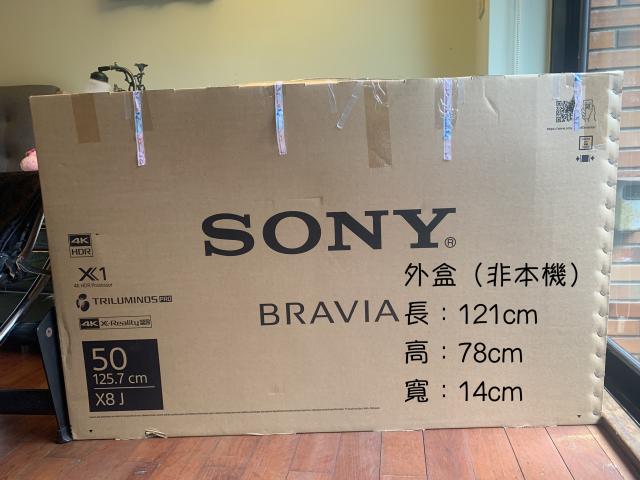 SONY®
4K
HDR
X1
4K HDR Processor
TRILUMINOS PRO
BRAVIA
4K X-Reality PRO
50
125.7 cm
X8 J
外盒（非本機）
長：121cm
高：78cm
寬：14cm